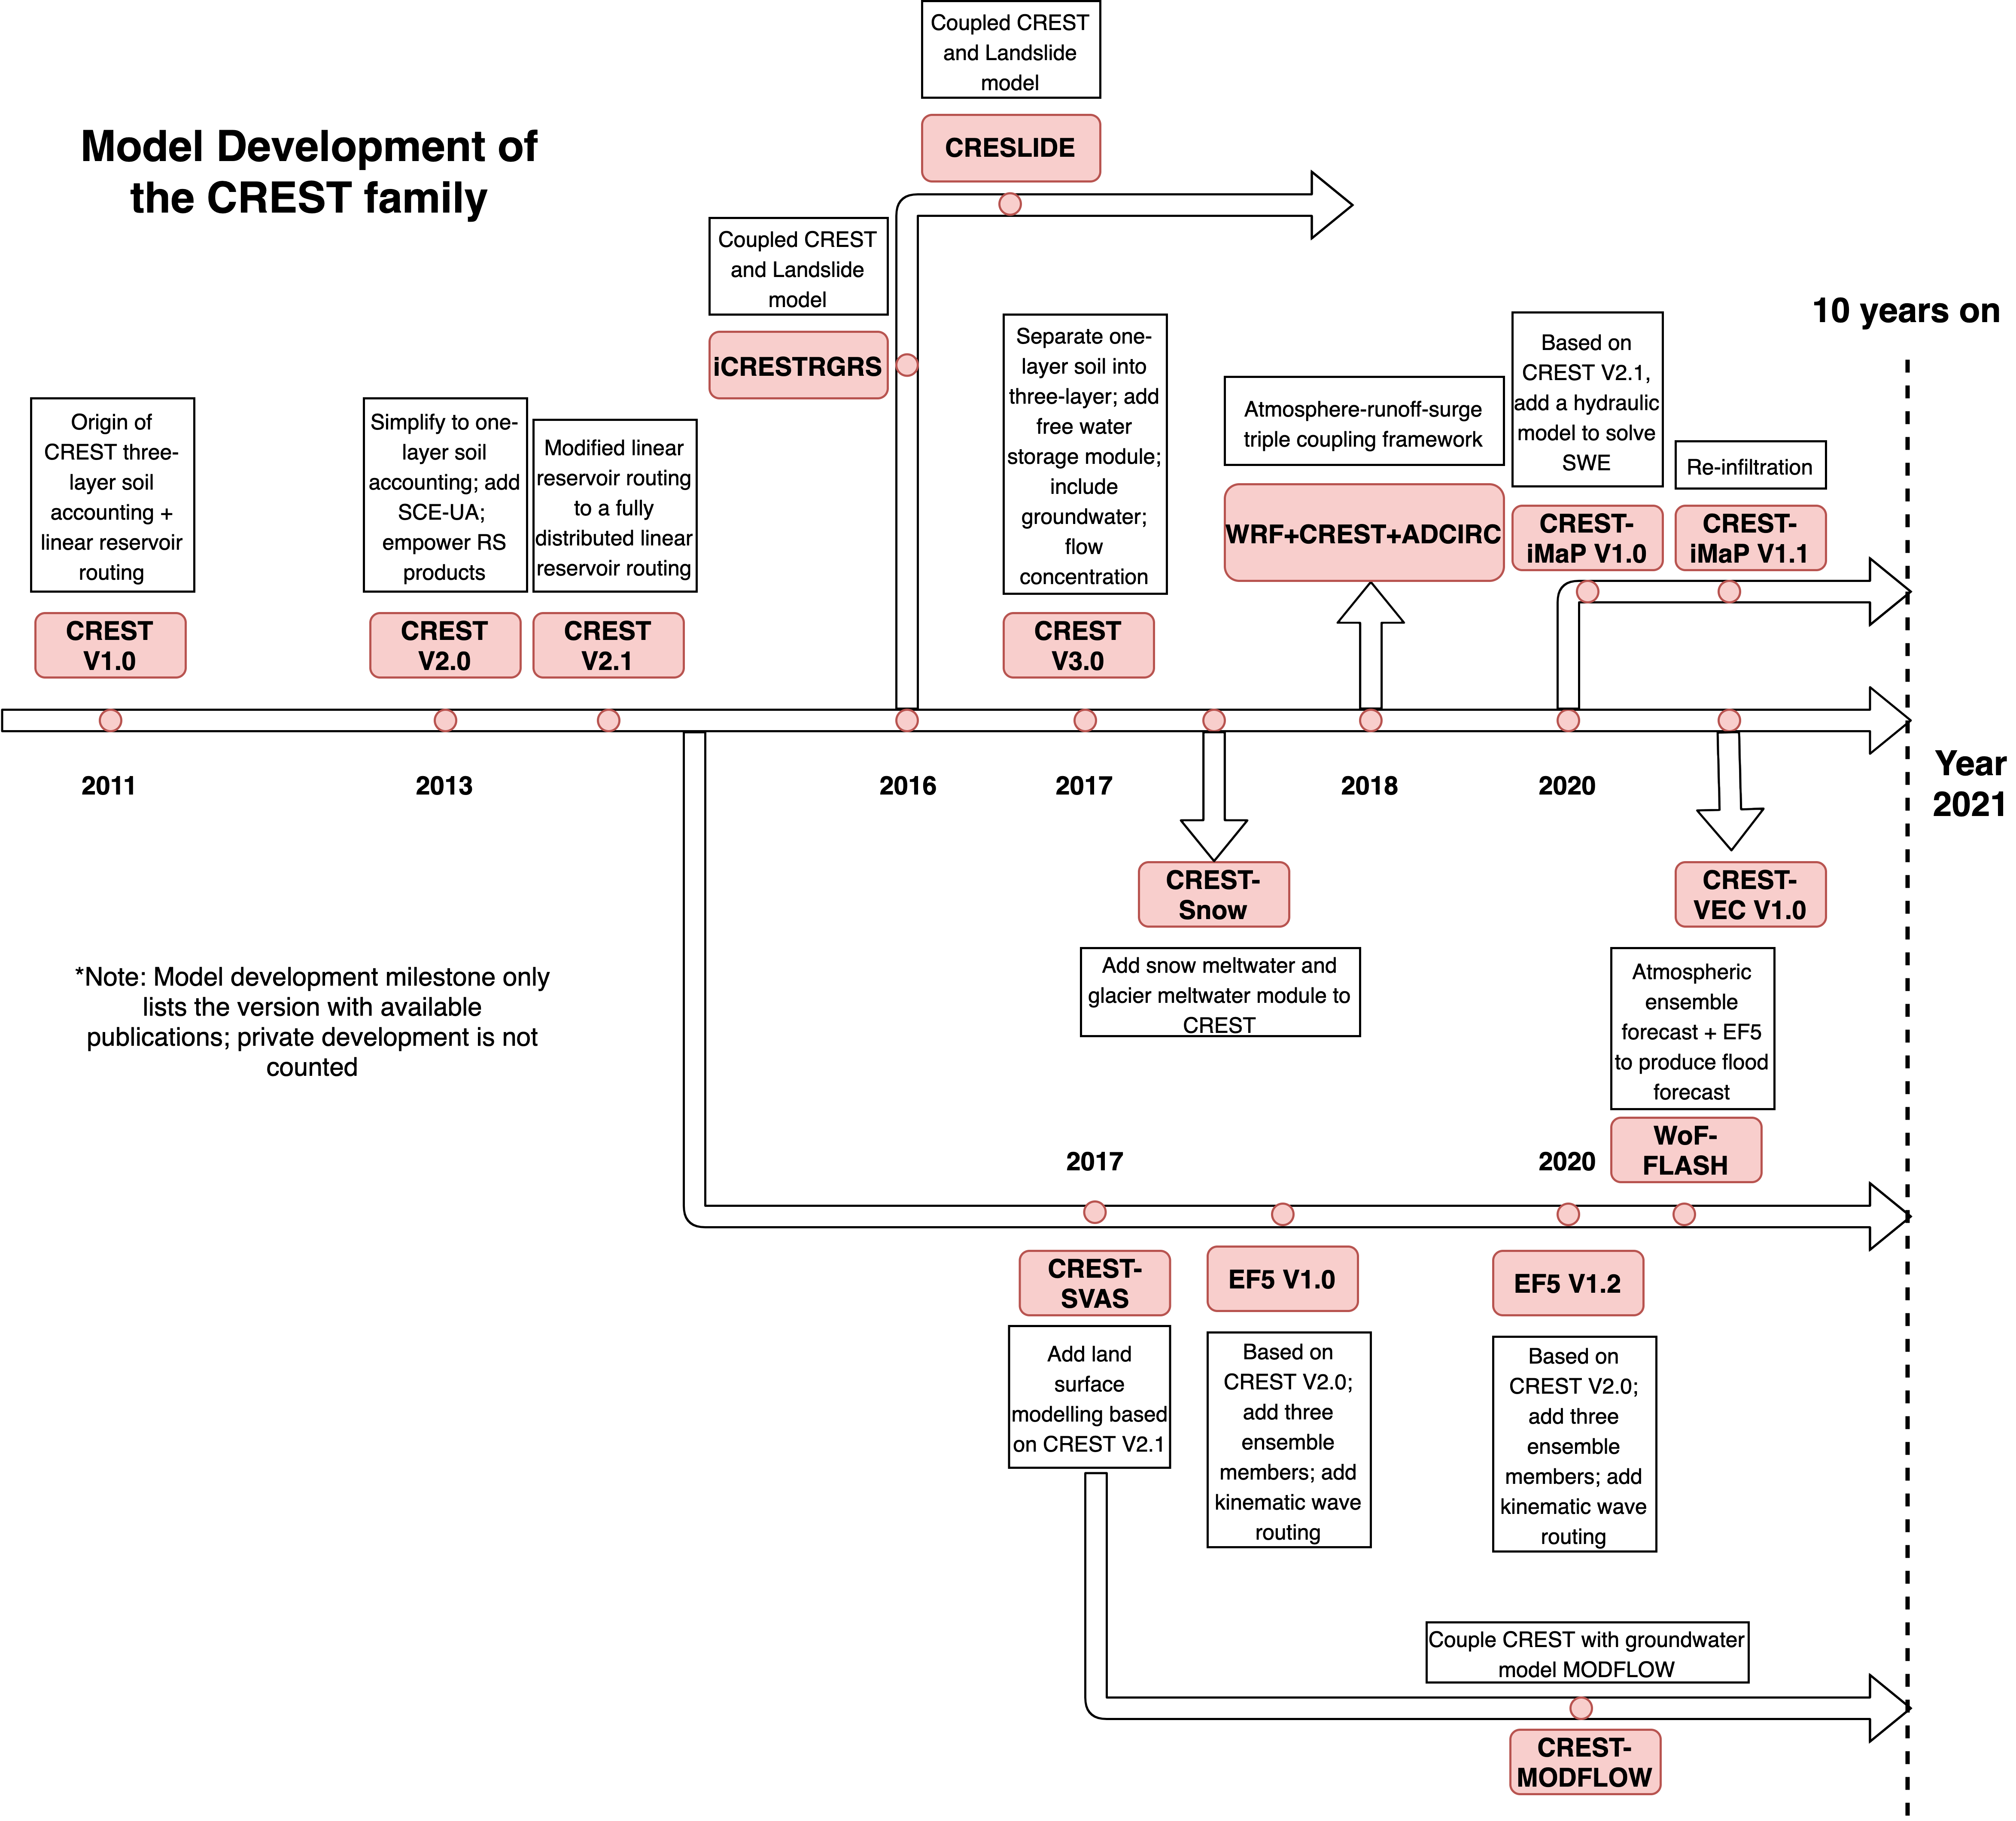 Coupled CREST
and Landslide
model
CRESLIDE
Model Development of
the CREST family
Coupled CREST
and Landslide
model
iCRESTRGRS
10 years on
Origin of
CREST three-
layer soil
accounting +
linear reservoir
routing
CREST
V1.0
Simplify to one-
layer soil
accounting; add
SCE-UA;
empower RS
products
CREST
V2.0
Modified linear
reservoir routing
to a fully
distributed linear
reservoir routing
CREST
V2.1
Separate one-
layer soil into
three-layer; add
free water
storage module;
include
groundwater;
flow
concentration
CREST
V3.0
Atmosphere-runoff-surge
triple coupling framework
WRF+CREST+ADCIRC
Based on
CREST V2.1,
add a hydraulic
model to solve
SWE
CREST-
iMaP V1.0
Re-infiltration
CREST-
iMaP V1.1
2011
2013
2016
2017
2018
2020
Year
2021
CREST-
Snow
Add snow meltwater and
glacier meltwater module to
CREST
CREST-
VEC V1.0
*Note: Model development milestone only
lists the version with available
publications; private development is not
counted
Atmospheric
ensemble
forecast + EF5
to produce flood
forecast
WoF-
FLASH
2017
2020
CREST-
SVAS
Add land
surface
modelling based
on CREST V2.1
EF5 V1.0
Based on
CREST V2.0;
add three
ensemble
members; add
kinematic wave
routing
EF5 V1.2
Based on
CREST V2.0;
add three
ensemble
members; add
kinematic wave
routing
Couple CREST with groundwater
model MODFLOW
CREST-
MODFLOW